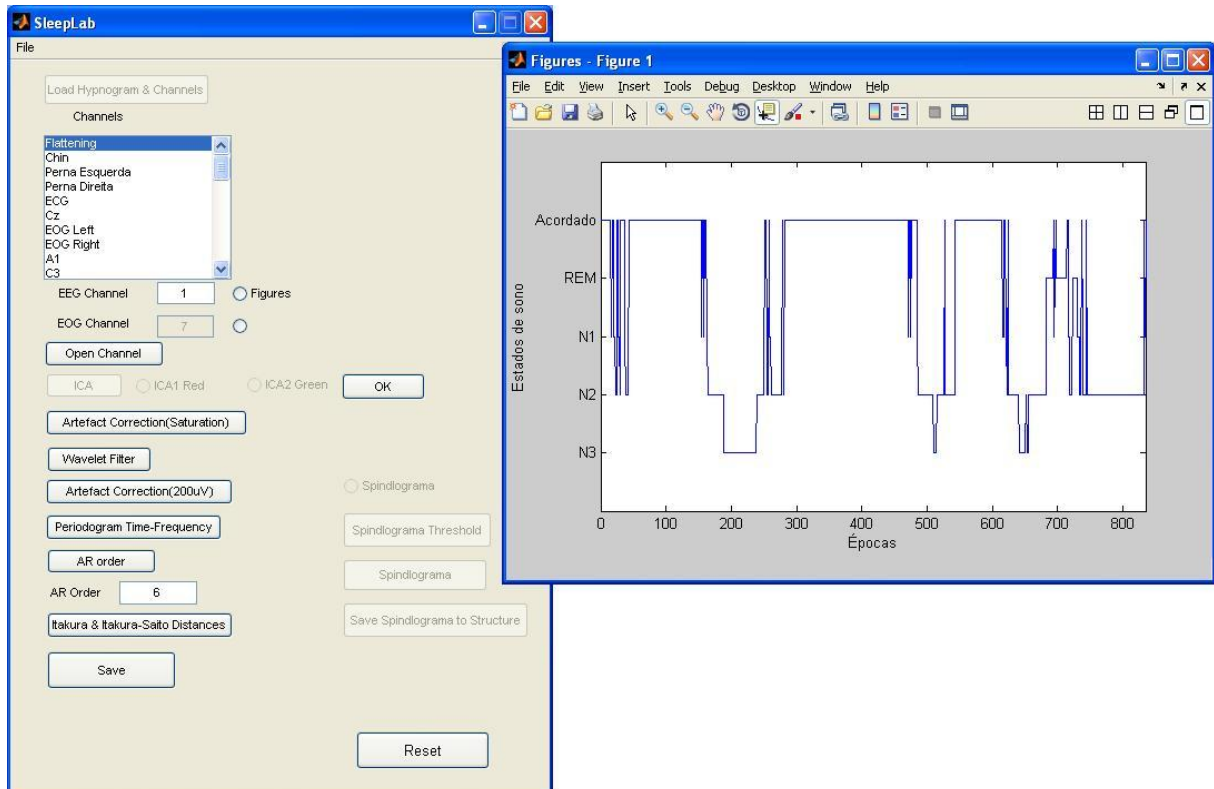 SleepLab
File
Load Hypnogram & Channels
Channels
Flattening
Chin
Perna Esquerda
Perna Direita
ECG
Cz
EOG Left
EOG Right
A1
C3
EEG Channel 1 Figures
EOG Channel 7
Open Channel
ICA ICA1 Red ICA2 Green OK
Artefact Correction(Saturation)
Wavelet Filter
Artefact Correction(200uV) Spindlograma
Periodogram Time-Frequency Spindlograma Threshold
AR order Spindlograma
AR Order 6
Itakura & Itakura-Saito Distances Save Spindlograma to Structure
Save
Reset
Figures - Figure 1
File Edit View Insert Tools Debug Desktop Window Help
Acordado
REM
N1
N2
N3
Estados de sono
0 100 200 300 400 500 600 700 800
Épocas